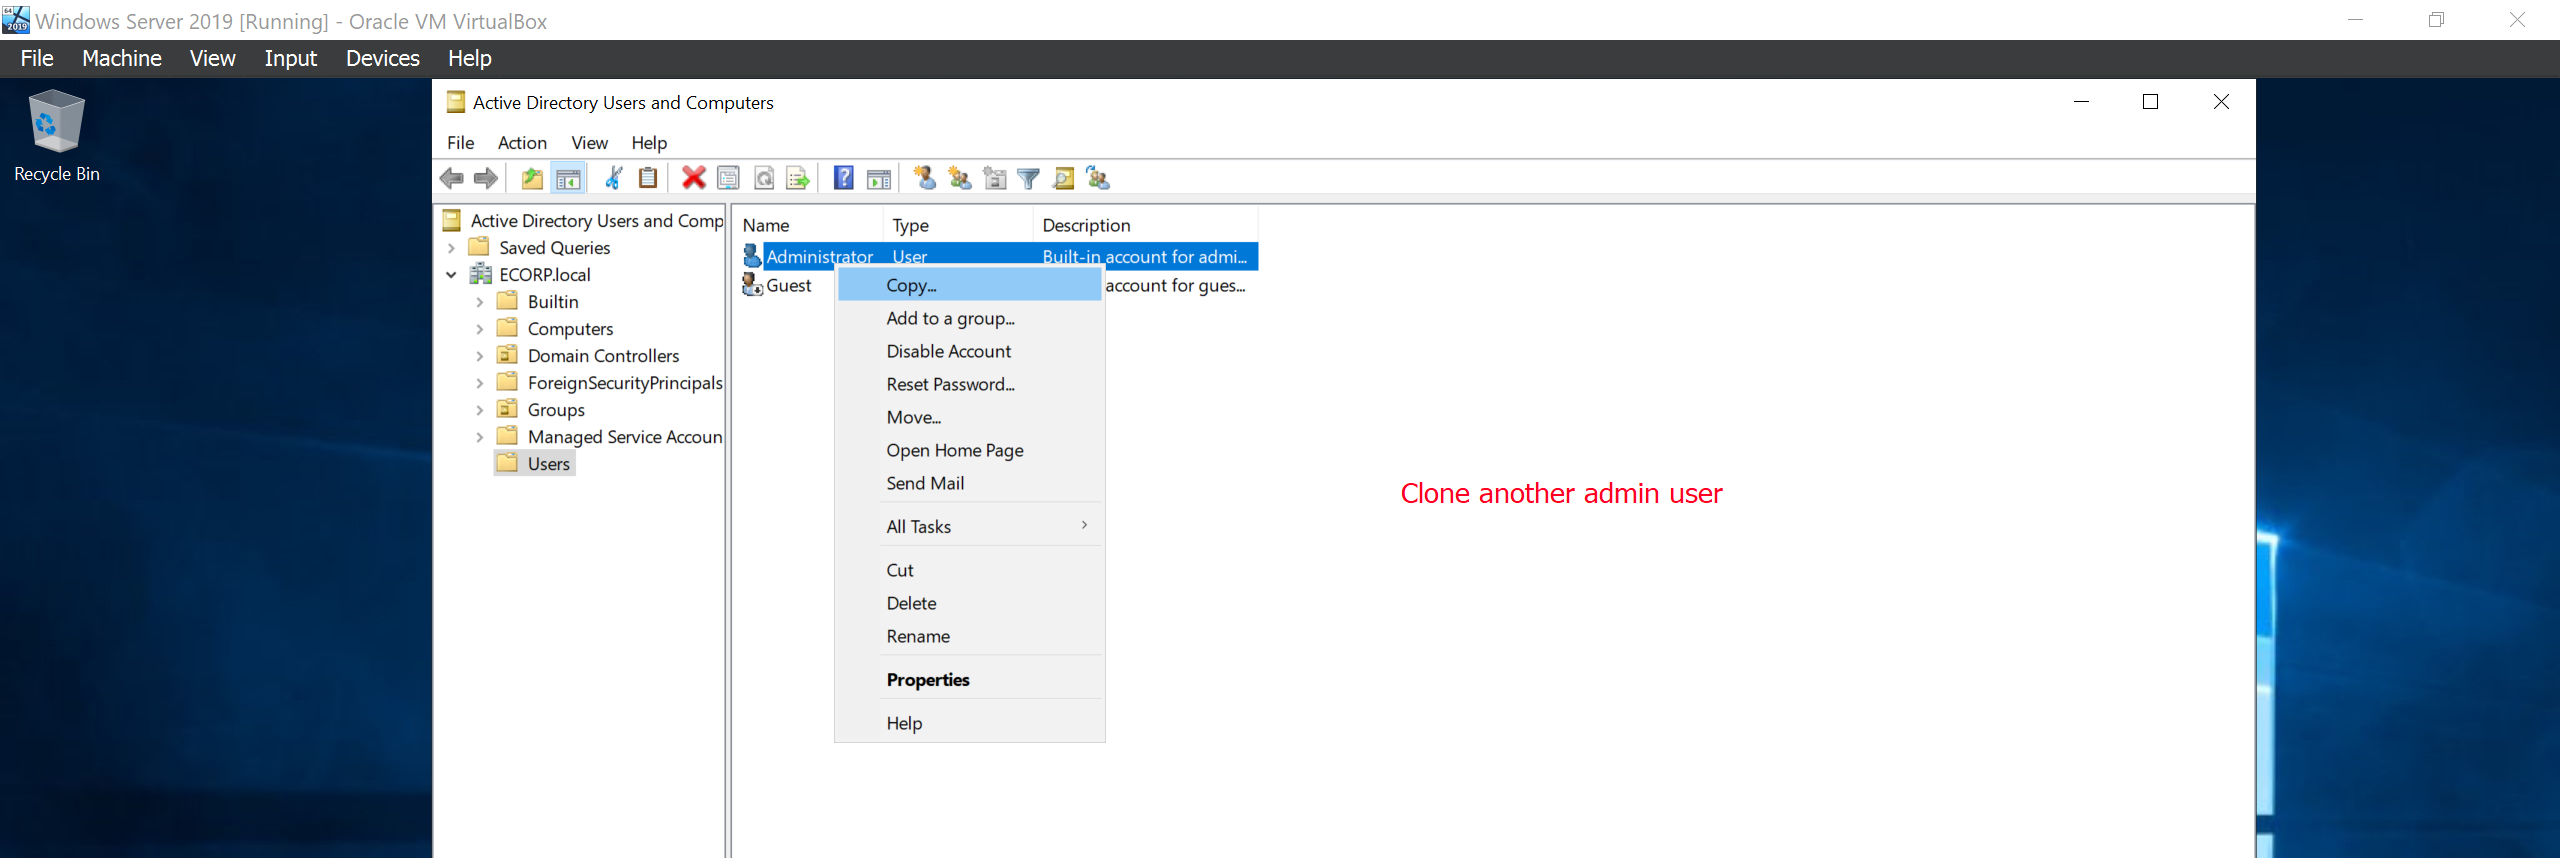 64
2019
Windows Server 2019 [Running] - Oracle VM VirtualBox
File Machine View Input Devices Help
Recycle Bin
Active Directory Users and Computers
File Action View Help
Active Directory Users and Comp
Saved Queries
ECORP.local
Builtin
Computers
Domain Controllers
ForeignSecurityPrincipals
Groups
Managed Service Accoun
Users
Name Type Description
Administrator User Built-in account for admi...
Guest account for gues...
Copy...
Add to a group...
Disable Account
Reset Password...
Move...
Open Home Page
Send Mail
All Tasks
Cut
Delete
Rename
Properties
Help
Clone another admin user